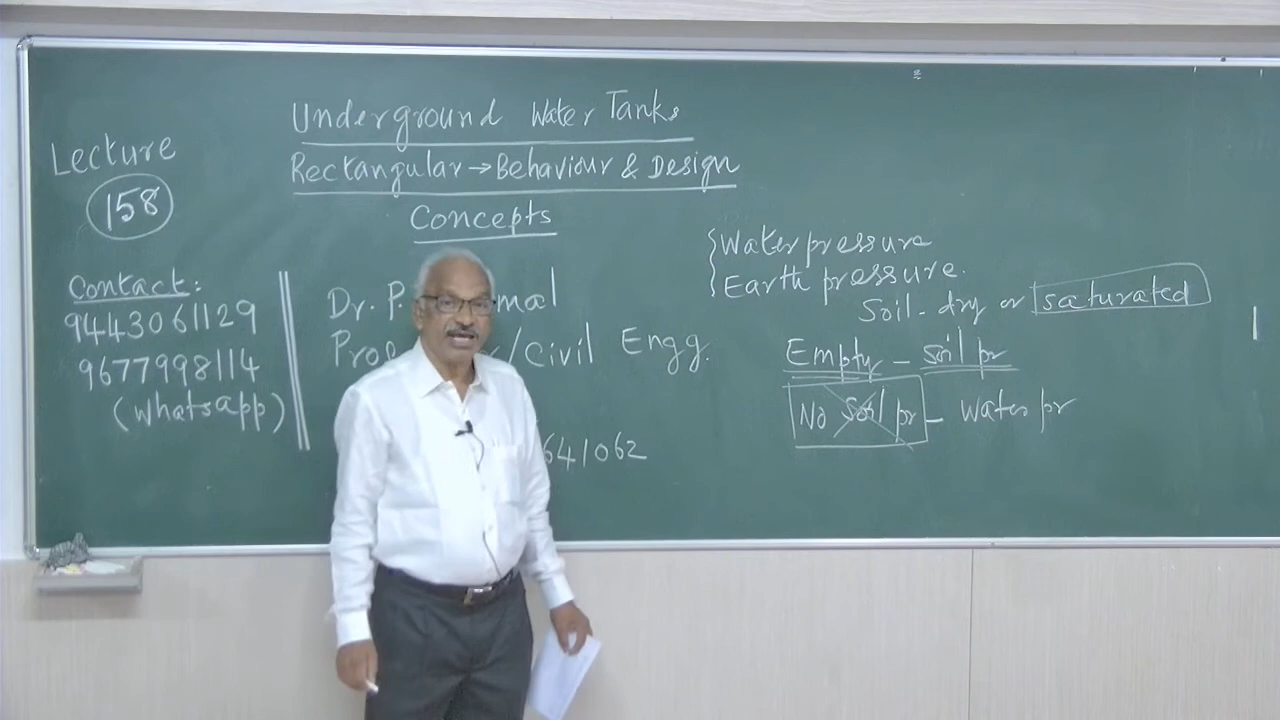 Underground Water Tanks
Rectangular → Behaviour & Design
Concepts
Lecture
158
Contact:
9443061129
9677998114
(Whatsapp)
Dr. P. mal
/Civil Engg.
641062
Water pressure
Earth pressure.
Soil - dry or saturated
Empty - soil pr
No Soil pr - Water pr